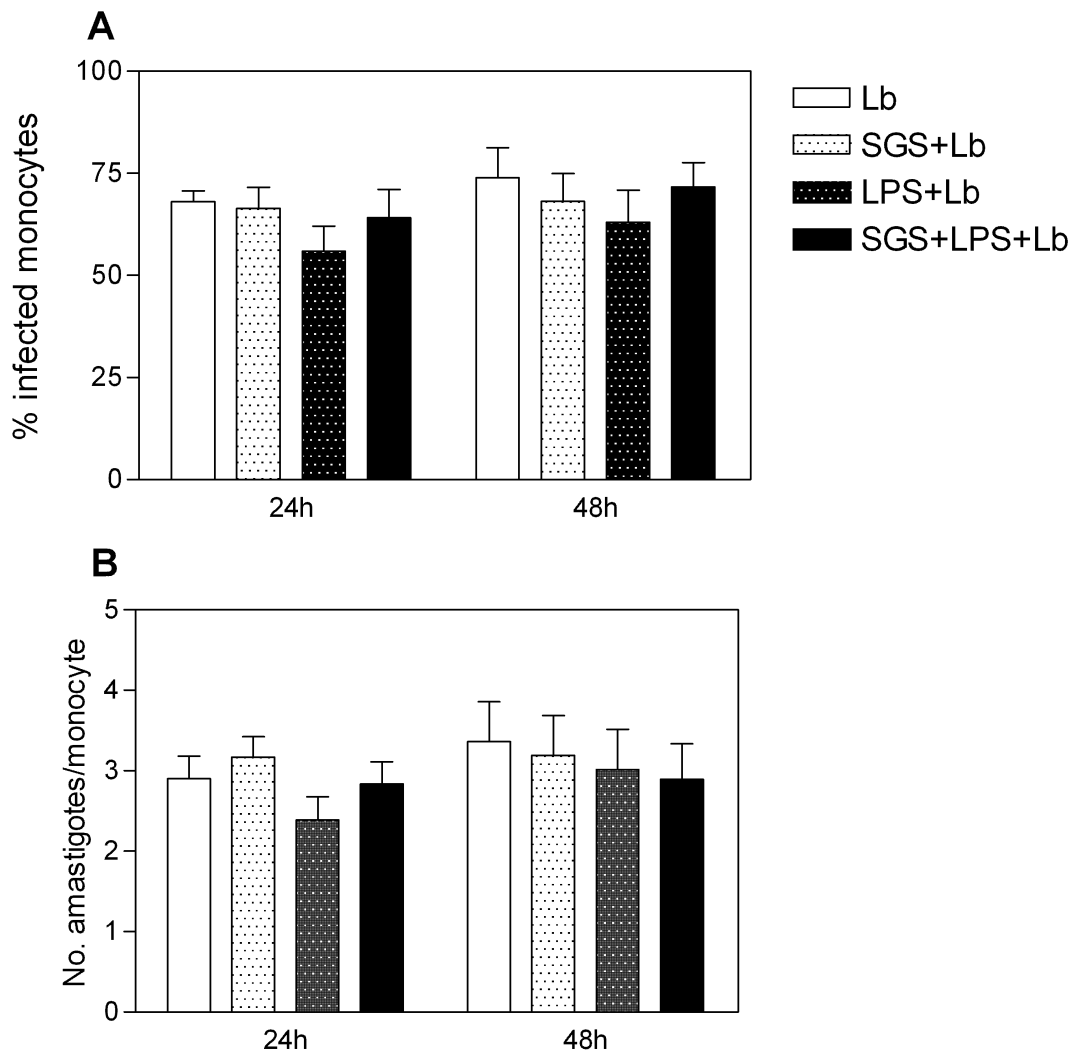 A
% infected monocytes
100
75
50
25
0
24h
48h
Lb
SGS+Lb
LPS+Lb
SGS+LPS+Lb
B
No. amastigotes/monocyte
5
4
3
2
1
0
24h
48h